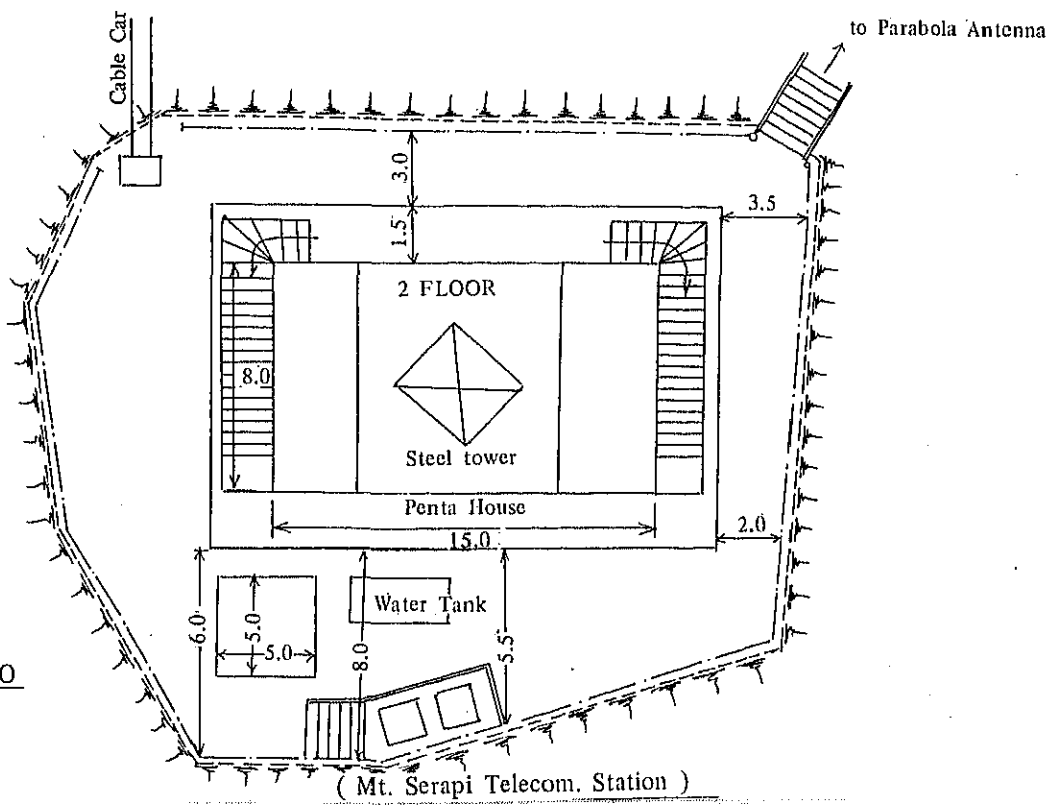 to Parabola Antenna
Cable Car
3.0
3.5
1.5
2 FLOOR
8.0
Steel tower
Penta House
15.0
2.0
Water Tank
6.0
5.0
5.0
8.0
5.5
0
( Mt. Serapi Telecom. Station )